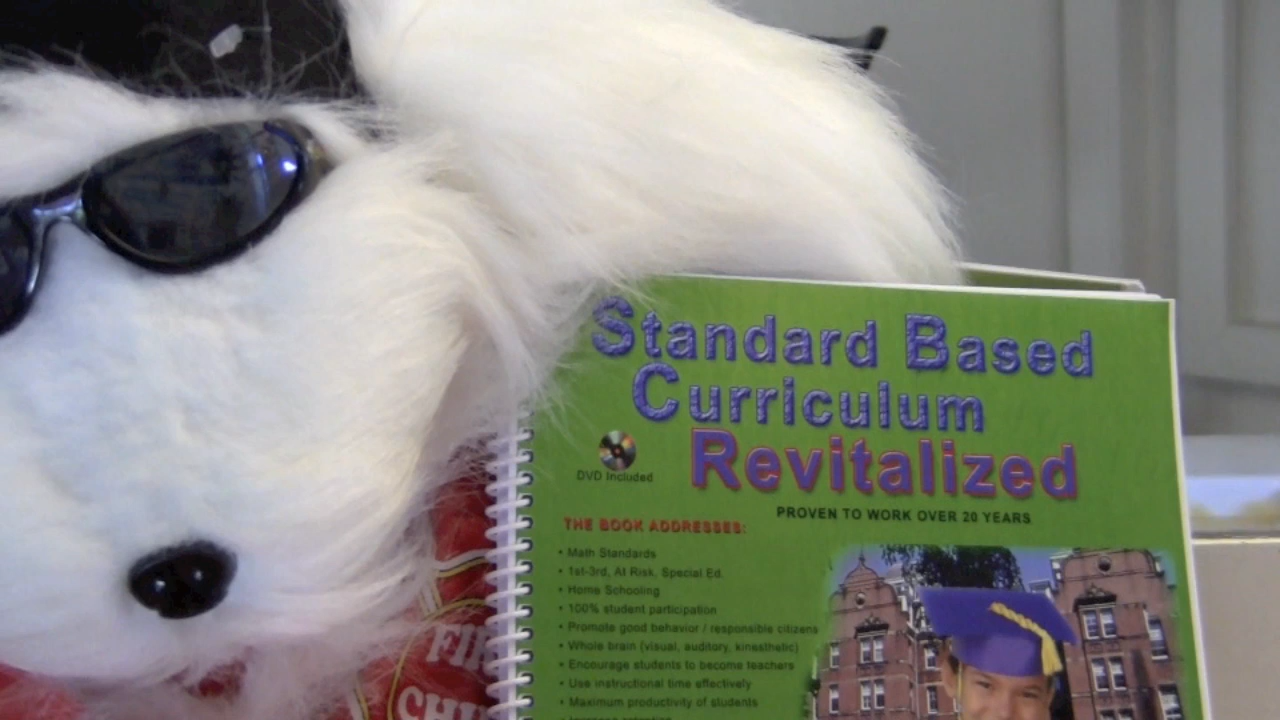 Standard Based
Curriculum
Revitalized
DVD Included
PROVEN TO WORK OVER 20 YEARS
THE BOOK ADDRESSES:
• Math Standards
• 1st-3rd, At Risk, Special Ed.
• Home Schooling
• 100% student participation
• Promote good behavior / responsible citizens
• Whole brain (visual, auditory, kinesthetic)
• Encourage students to become teachers
• Use instructional time effectively
• Maximum productivity of students